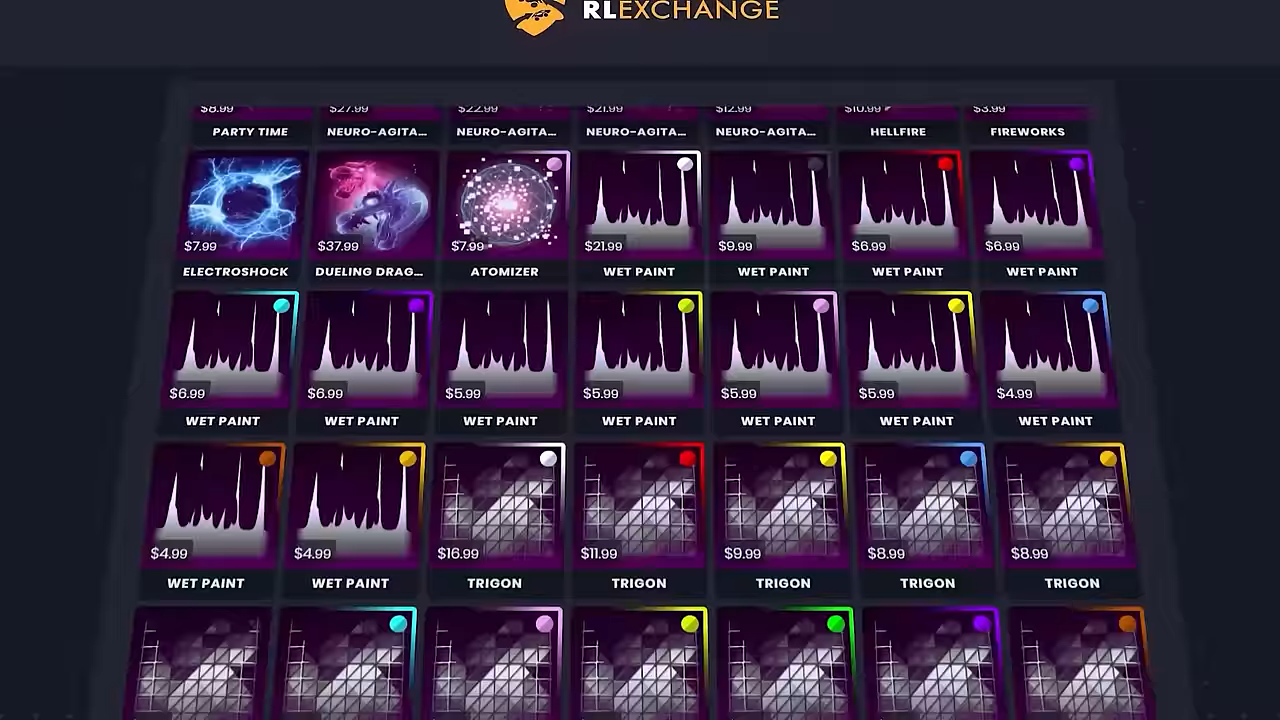 RLEXCHANGE
$8.99 $27.99 $22.99 $21.99 $12.99 $10.99 $3.99
PARTY TIME NEURO-AGITA... NEURO-AGITA... NEURO-AGITA... NEURO-AGITA... HELLFIRE FIREWORKS
$7.99 $37.99 $7.99 $21.99 $9.99 $6.99 $6.99
ELECTROSHOCK DUELING DRAG... ATOMIZER WET PAINT WET PAINT WET PAINT WET PAINT
$6.99 $6.99 $5.99 $5.99 $5.99 $5.99 $4.99
WET PAINT WET PAINT WET PAINT WET PAINT WET PAINT WET PAINT WET PAINT
$4.99 $4.99 $16.99 $11.99 $9.99 $8.99 $8.99
WET PAINT WET PAINT TRIGON TRIGON TRIGON TRIGON TRIGON